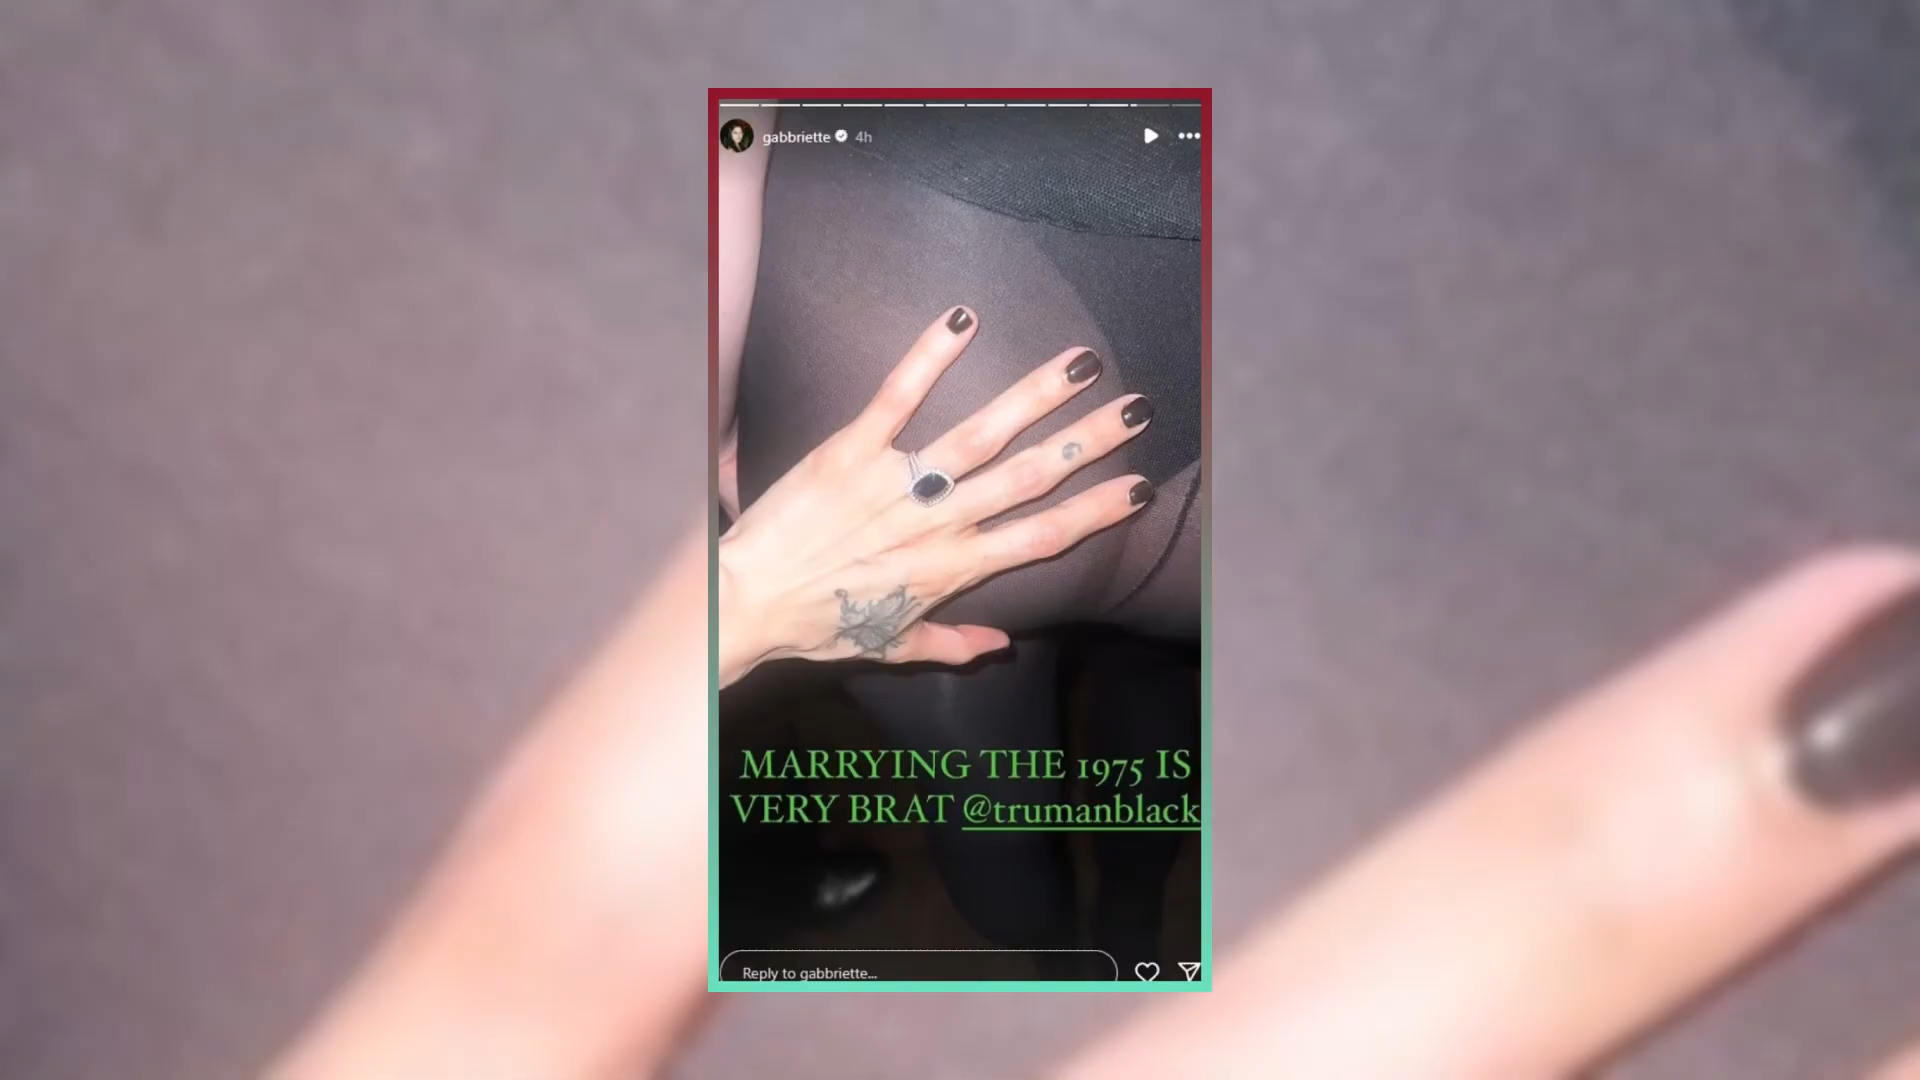 gabbriette 4h
MARRYING THE 1975 IS
VERY BRAT @trumanblack
Reply to gabbriette...